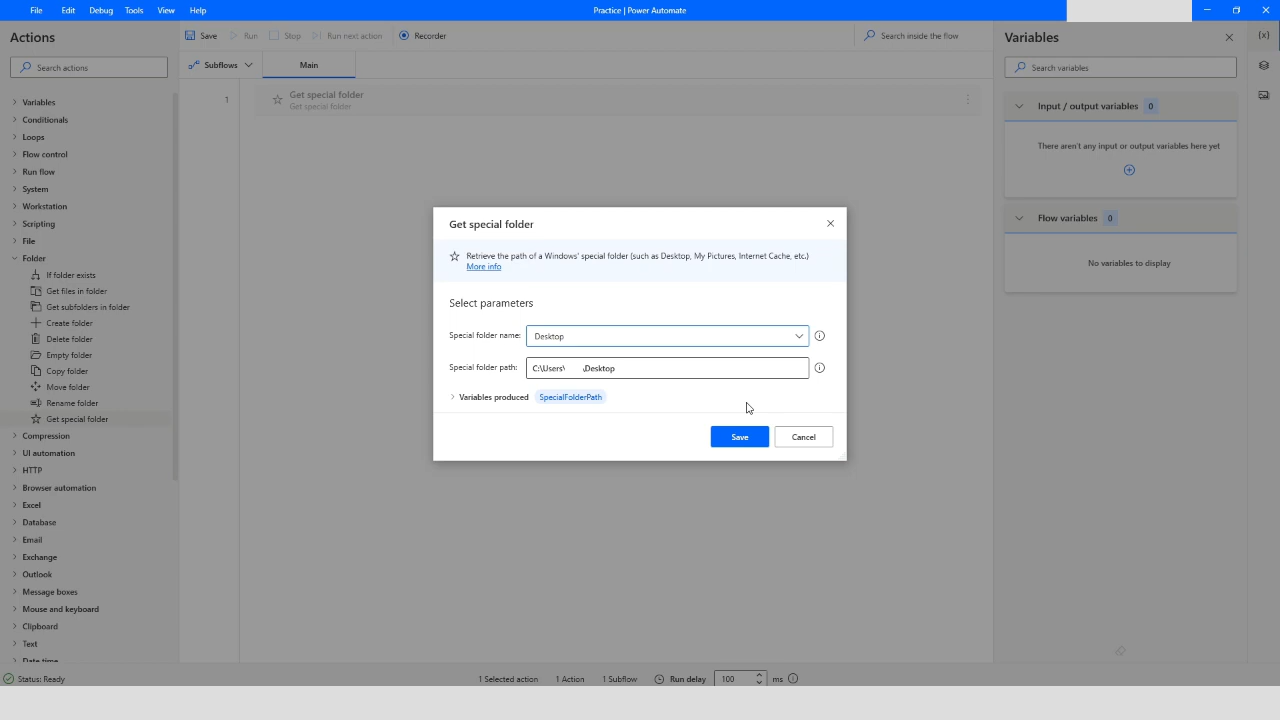 File Edit Debug Tools View Help
Practice | Power Automate
Actions
Save Run Stop Run next action Recorder
Search inside the flow
Variables
{x}
Search actions
Subflows Main
Search variables
1
Get special folder
Get special folder
Input / output variables 0
There aren't any input or output variables here yet
Flow variables 0
No variables to display
Variables
Conditionals
Loops
Flow control
Run flow
System
Workstation
Scripting
File
Folder
If folder exists
Get files in folder
Get subfolders in folder
Create folder
Delete folder
Empty folder
Copy folder
Move folder
Rename folder
Get special folder
Compression
UI automation
HTTP
Browser automation
Excel
Database
Email
Exchange
Outlook
Message boxes
Mouse and keyboard
Clipboard
Text
Date time
Get special folder
Retrieve the path of a Windows' special folder (such as Desktop, My Pictures, Internet Cache, etc.)
More info
Select parameters
Special folder name: Desktop
Special folder path: C:\Users\ \Desktop
Variables produced SpecialFolderPath
Save Cancel
Status: Ready
1 Selected action 1 Action 1 Subflow Run delay 100 ms